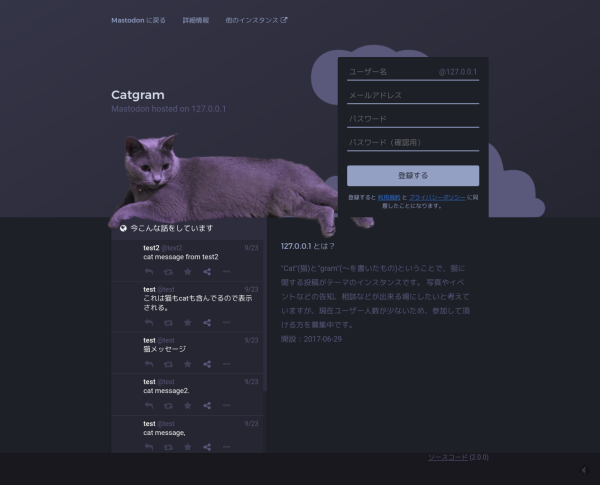 Mastodon に戻る
詳細情報
他のインスタンス
Catgram
Mastodon hosted on 127.0.0.1
ユーザー名 @127.0.0.1
メールアドレス
パスワード
パスワード（確認用）
登録する
登録すると 利用規約 と プライバシーポリシー に同
意したことになります。
今こんな話をしています
test2 @test2 9/23
cat message from test2
test @test 9/23
これは猫もcatも含んでるので表示
される。
test @test 9/23
猫メッセージ
test @test 9/23
cat message2.
test @test 9/23
cat message,
127.0.0.1 とは？
"Cat"(猫)と"gram"(〜を書いたもの)ということで、猫に
関する投稿がテーマのインスタンスです。写真やイベ
ントなどの告知、相談などが出来る場にしたいと考えて
いますが、現在ユーザー人数が少ないため、参加して頂
ける方を募集中です。
開設：2017-06-29
ソースコード (2.0.0)